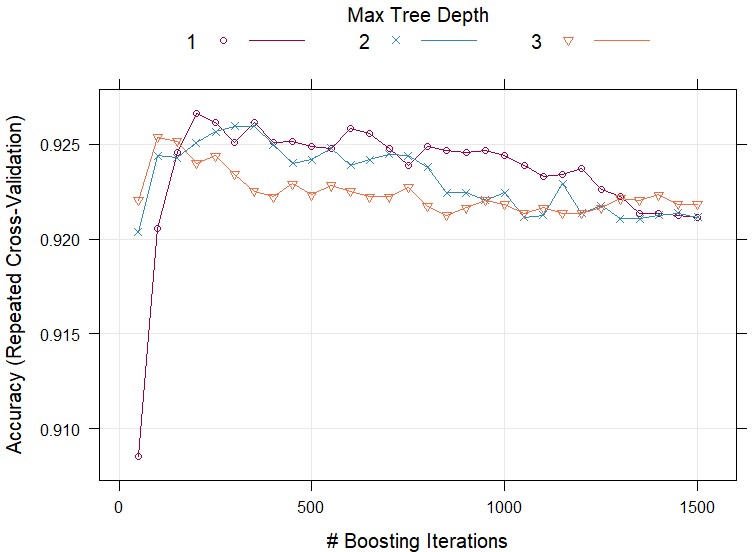 Max Tree Depth
1 2 3
Accuracy (Repeated Cross-Validation)
0.925
0.920
0.915
0.910
0 500 1000 1500
# Boosting Iterations